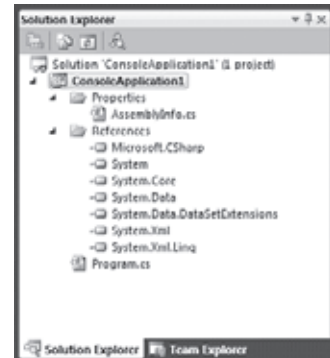 Solution Explorer
Solution 'ConsoleApplication1' (1 project)
ConsoleApplication1
Properties
AssemblyInfo.cs
References
Microsoft.CSharp
System
System.Core
System.Data
System.Data.DataSetExtensions
System.Xml
System.Xml.Linq
Program.cs
Solution Explorer Team Explorer